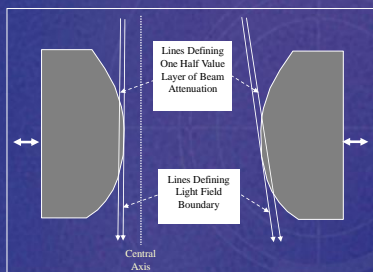 Lines Defining
One Half Value
Layer of Beam
Attenuation
Lines Defining
Light Field
Boundary
Central
Axis